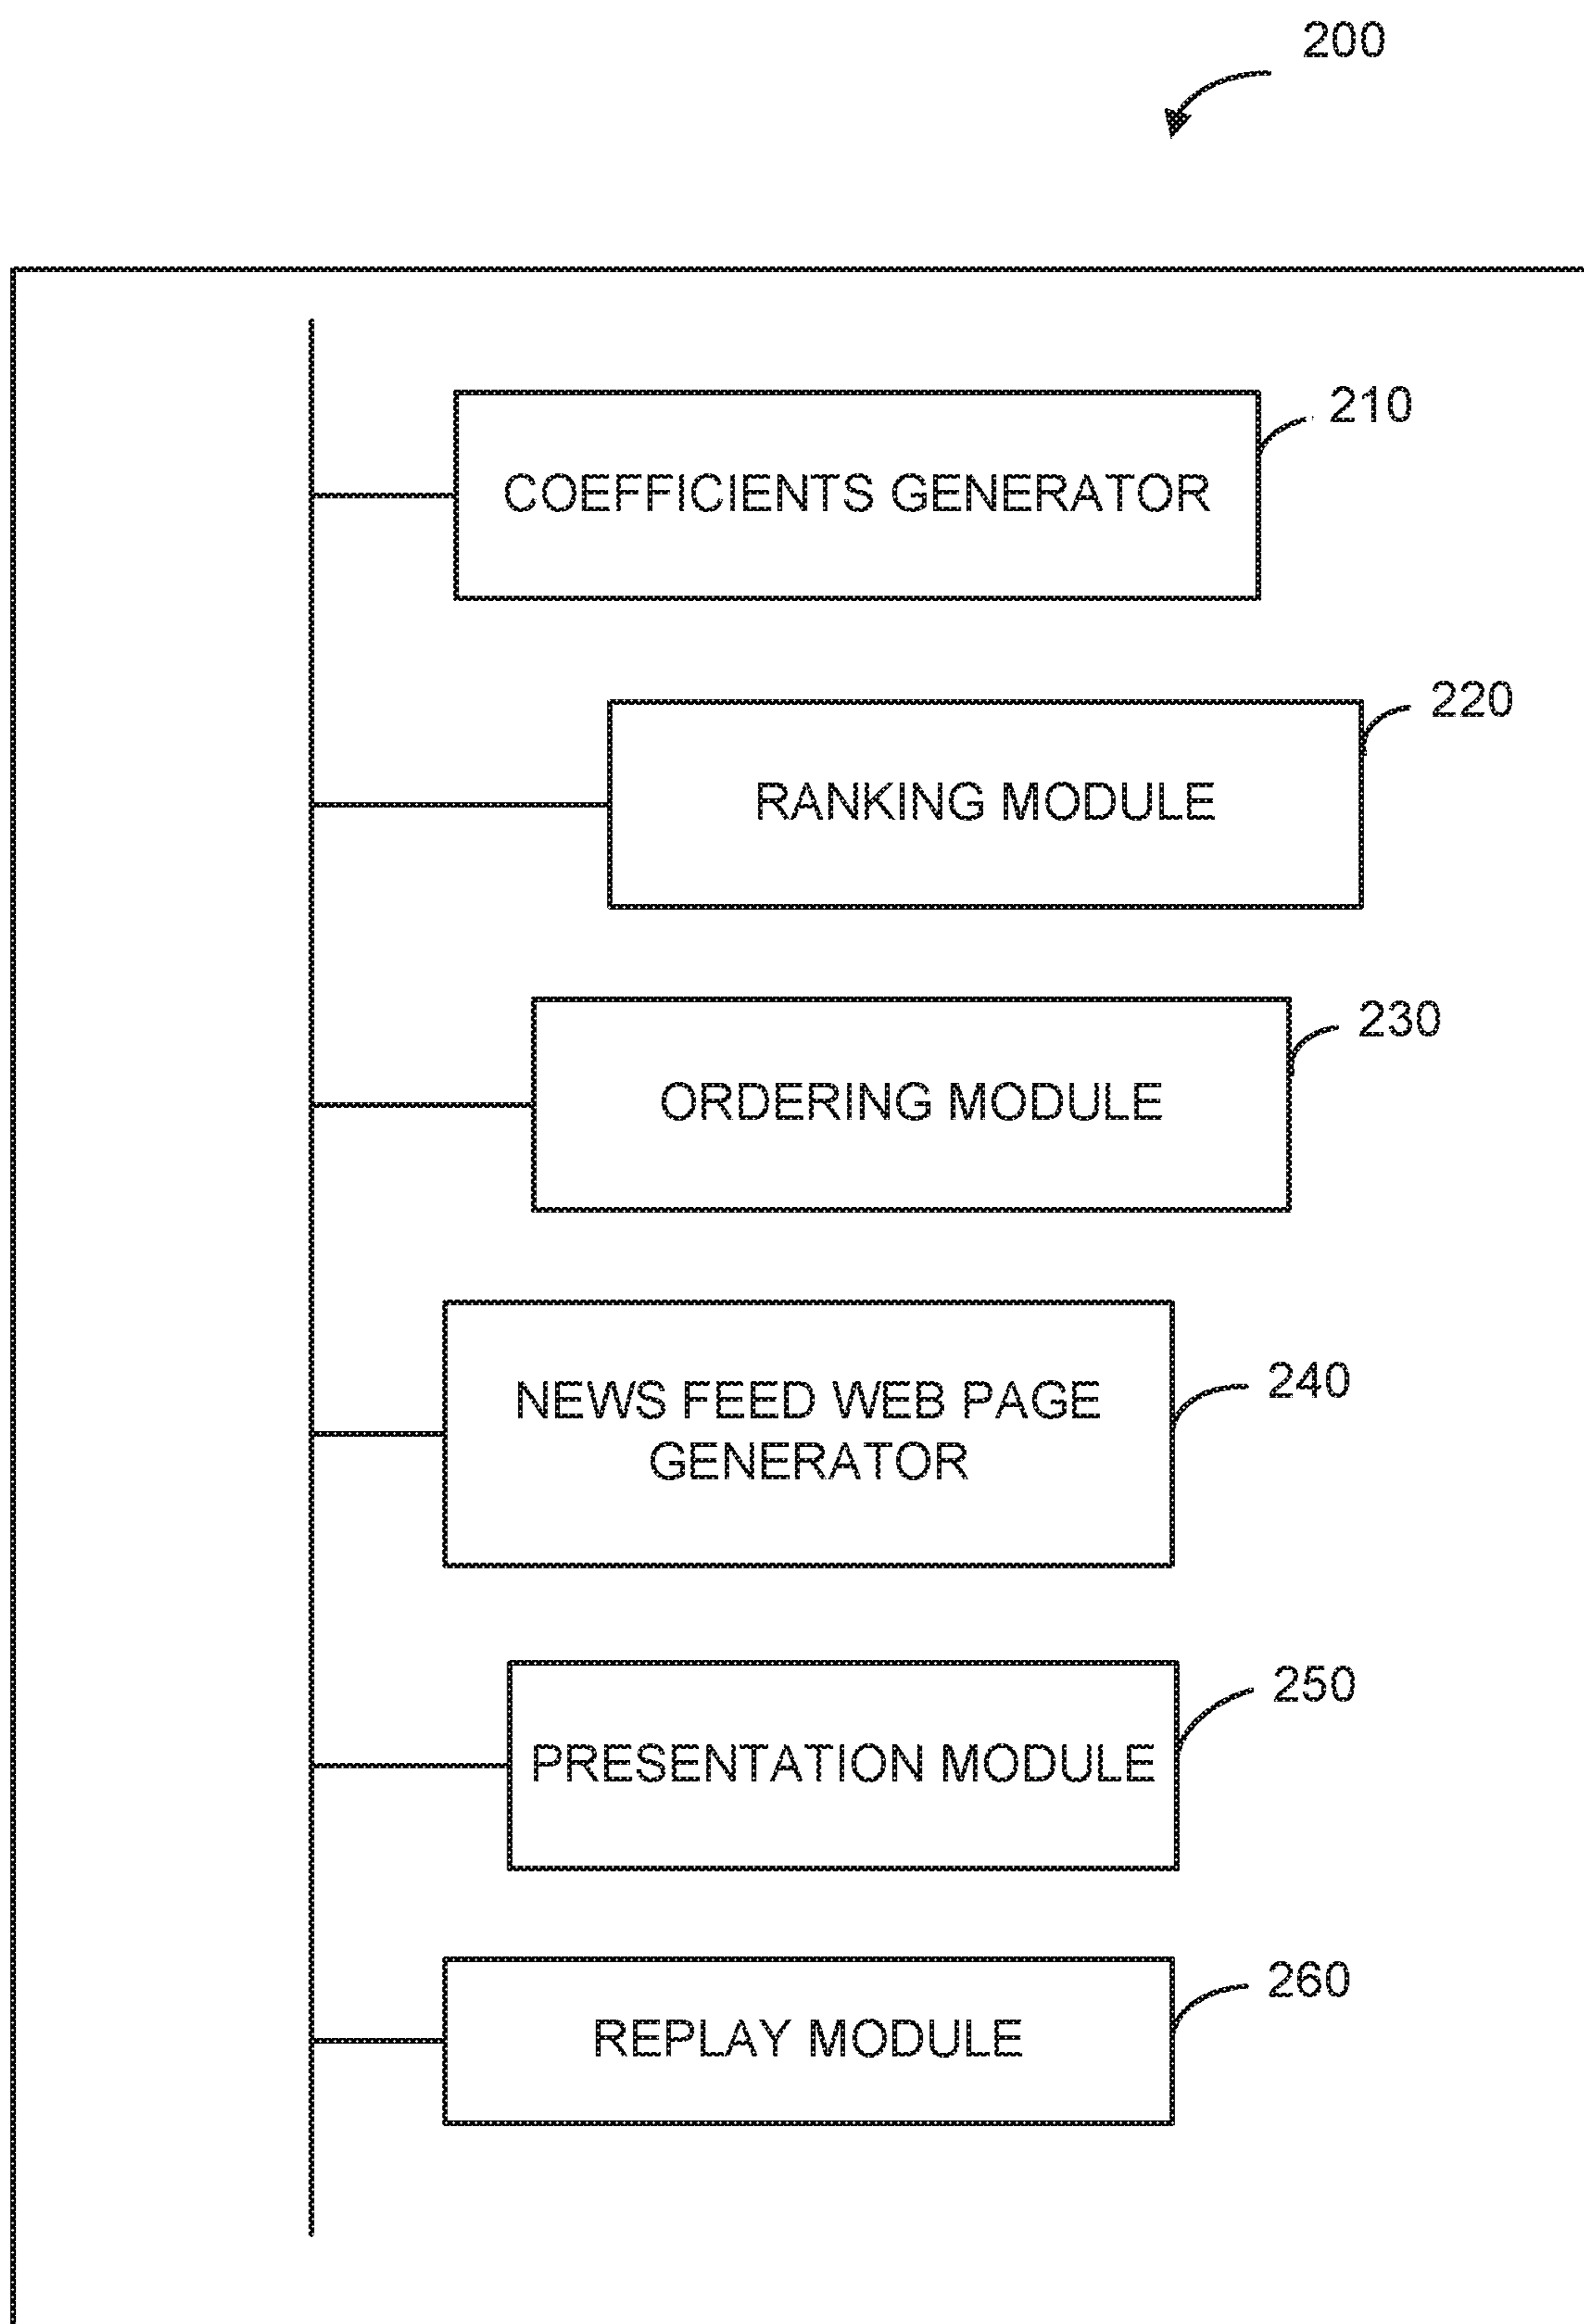 200
210
COEFFICIENTS GENERATOR
220
RANKING MODULE
230
ORDERING MODULE
240
NEWS FEED WEB PAGE
GENERATOR
250
PRESENTATION MODULE
260
REPLAY MODULE